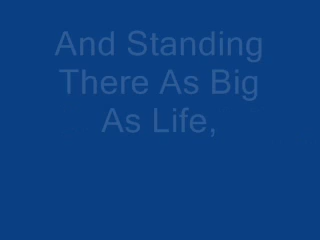 And Standing
There As Big
As Life,